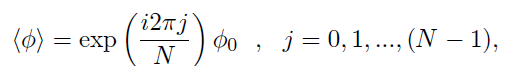 ⟨ϕ⟩ = exp (i2πj / N) ϕ₀ , j = 0, 1, ..., (N − 1),